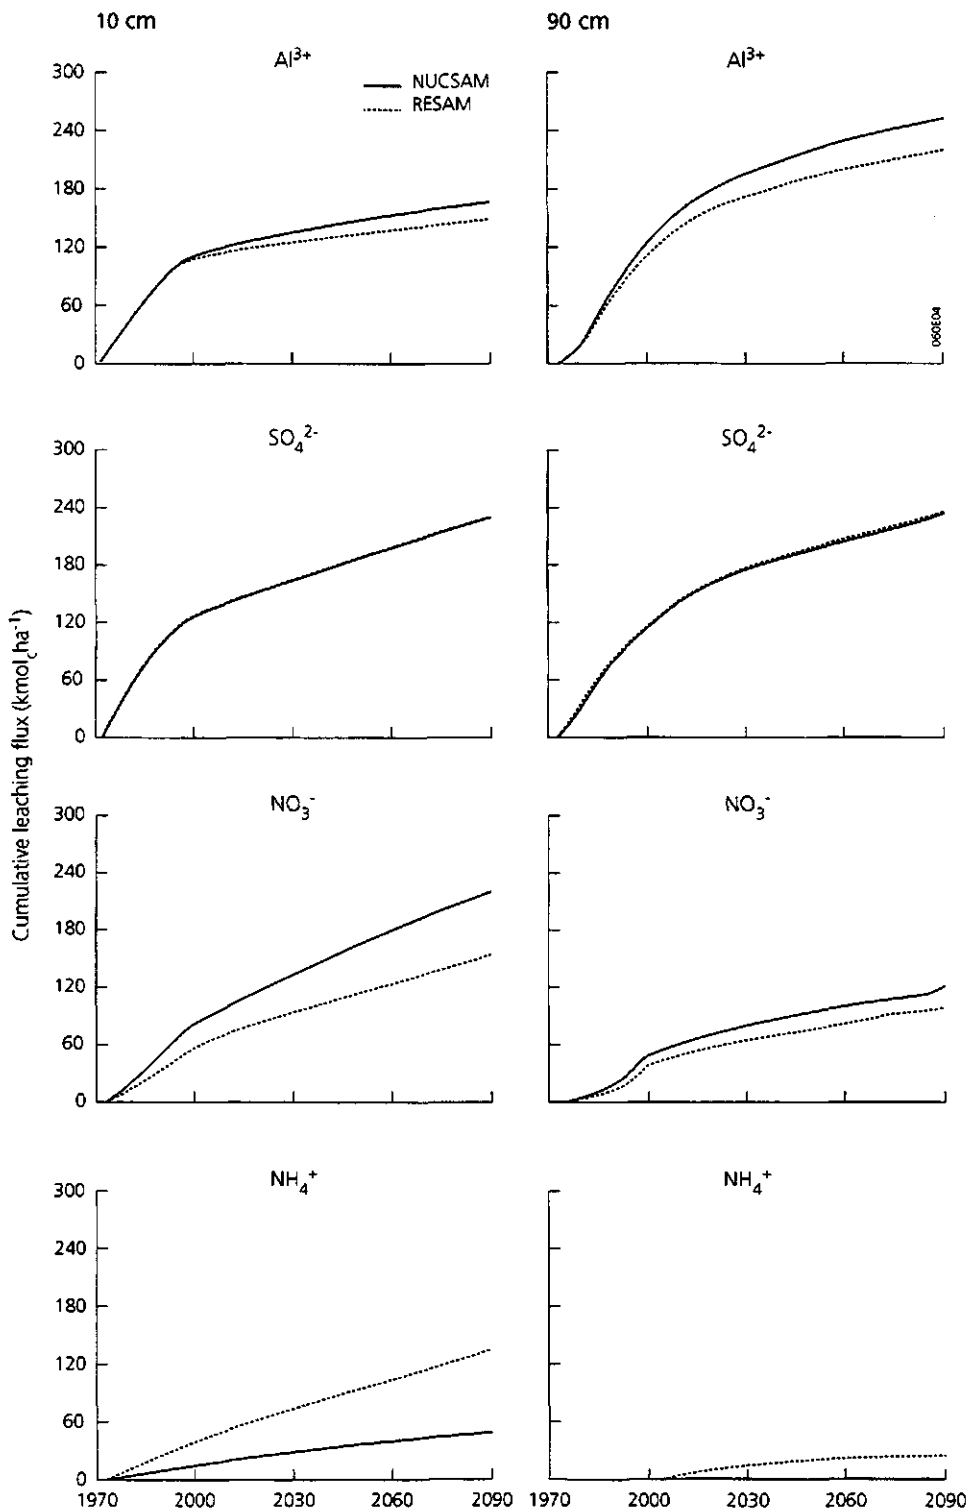 10 cm
90 cm
Al³⁺
Al³⁺
NUCSAM
RESAM
300
240
180
120
60
0
060E04
SO₄²⁻
SO₄²⁻
300
240
180
120
60
0
Cumulative leaching flux (kmol_c ha⁻¹)
NO₃⁻
NO₃⁻
300
240
180
120
60
0
NH₄⁺
NH₄⁺
300
240
180
120
60
0
1970 2000 2030 2060 2090
1970 2000 2030 2060 2090